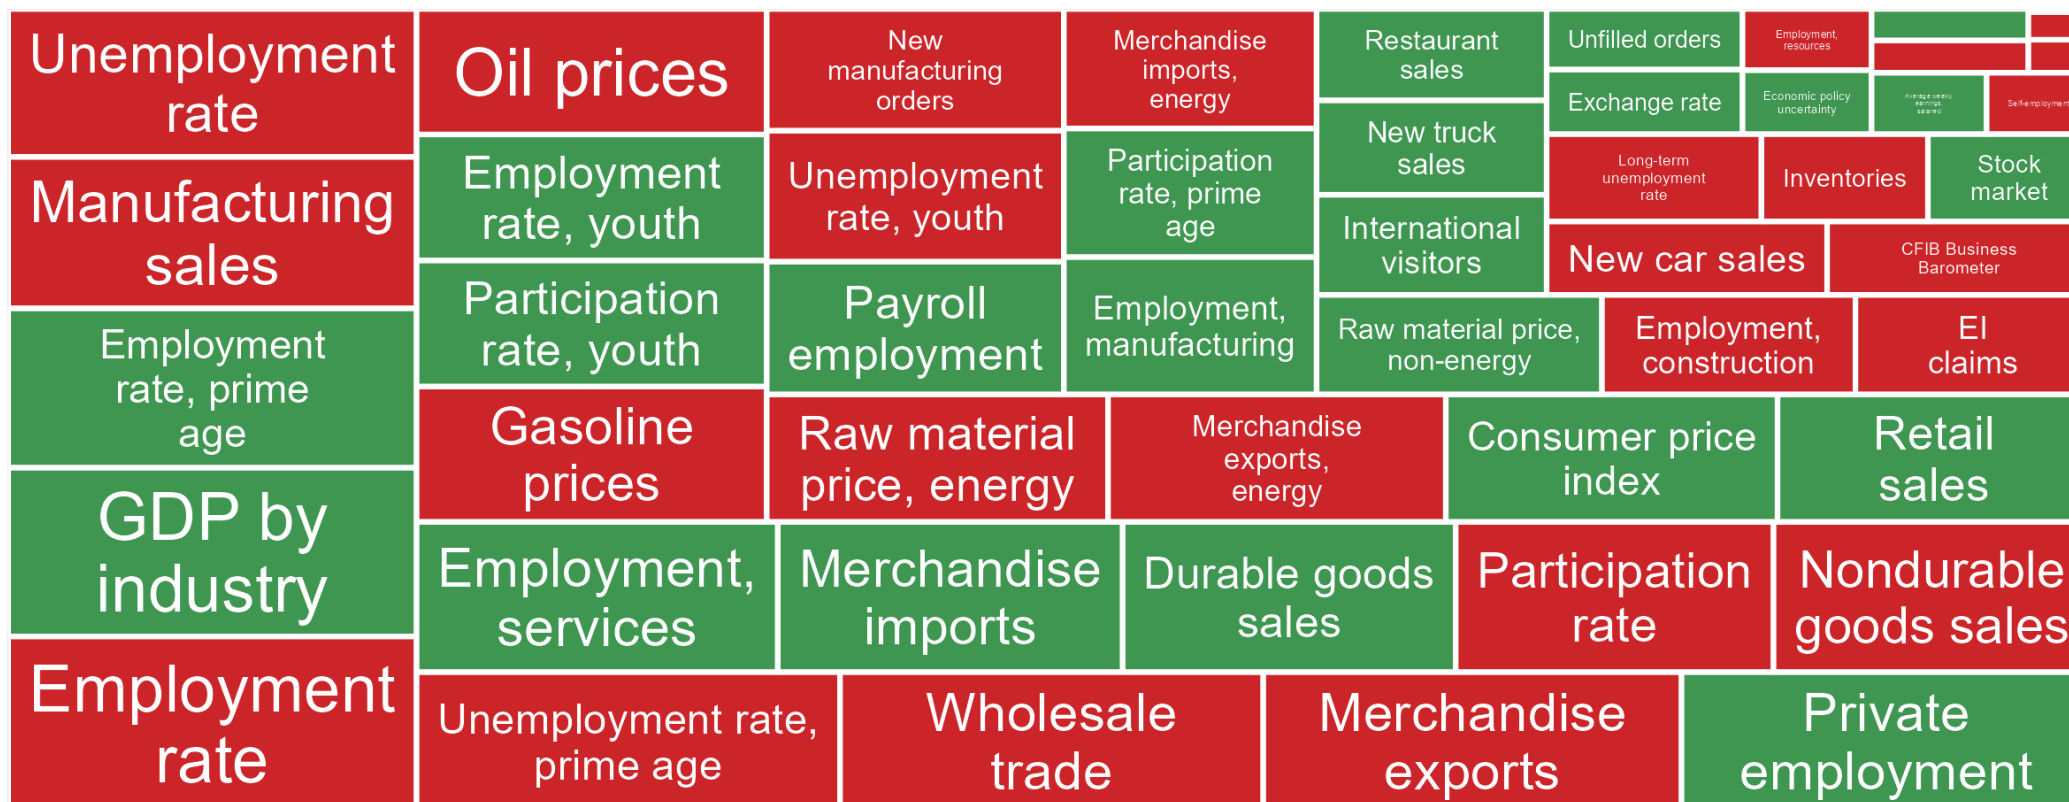 Unemployment
rate
Manufacturing
sales
Employment
rate, prime
age
GDP by
industry
Employment
rate
Oil prices
Employment
rate, youth
Participation
rate, youth
Gasoline
prices
Employment,
services
Unemployment rate,
prime age
New
manufacturing
orders
Unemployment
rate, youth
Payroll
employment
Raw material
price, energy
Merchandise
imports
Wholesale
trade
Merchandise
imports,
energy
Participation
rate, prime
age
Employment,
manufacturing
Merchandise
exports,
energy
Durable goods
sales
Merchandise
exports
Restaurant
sales
New truck
sales
International
visitors
Raw material price,
non-energy
Consumer price
index
Participation
rate
Unfilled orders
Exchange rate
Employment,
resources
Economic policy
uncertainty
Average weekly
earnings,
salaried
Self-employment
Long-term
unemployment
rate
Inventories
Stock
market
New car sales
CFIB Business
Barometer
Employment,
construction
EI
claims
Retail
sales
Nondurable
goods sales
Private
employment